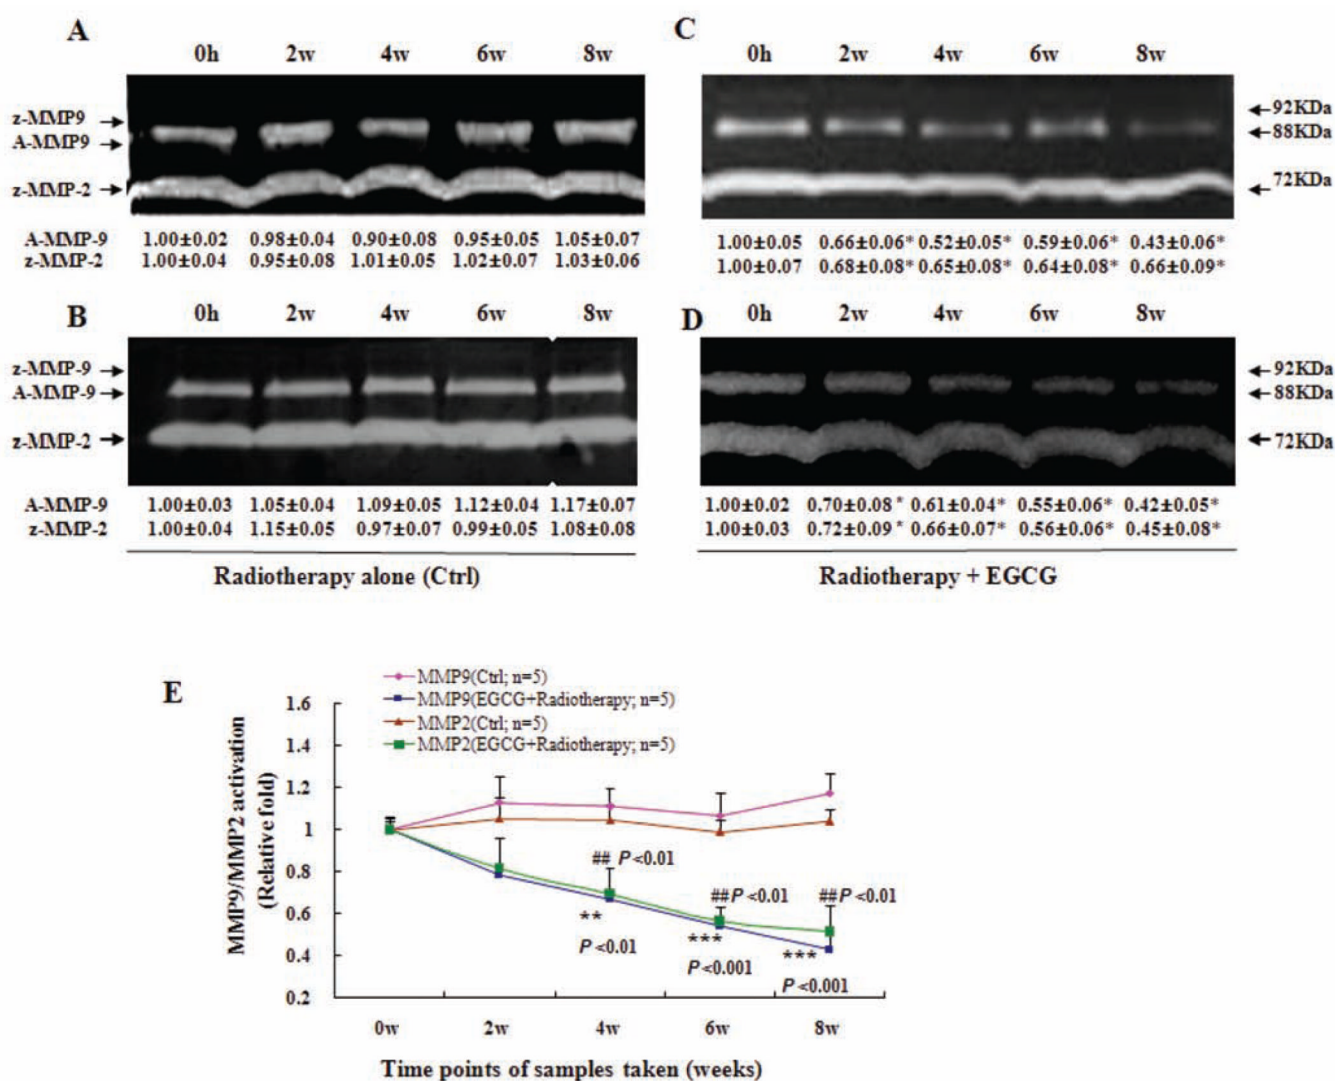 A
0h 2w 4w 6w 8w
z-MMP9
A-MMP9
z-MMP-2
A-MMP-9 1.00±0.02 0.98±0.04 0.90±0.08 0.95±0.05 1.05±0.07
z-MMP-2 1.00±0.04 0.95±0.08 1.01±0.05 1.02±0.07 1.03±0.06
C
0h 2w 4w 6w 8w
92KDa
88KDa
72KDa
1.00±0.05 0.66±0.06* 0.52±0.05* 0.59±0.06* 0.43±0.06*
1.00±0.07 0.68±0.08* 0.65±0.08* 0.64±0.08* 0.66±0.09*
B
0h 2w 4w 6w 8w
z-MMP-9
A-MMP-9
z-MMP-2
A-MMP-9 1.00±0.03 1.05±0.04 1.09±0.05 1.12±0.04 1.17±0.07
z-MMP-2 1.00±0.04 1.15±0.05 0.97±0.07 0.99±0.05 1.08±0.08
Radiotherapy alone (Ctrl)
D
0h 2w 4w 6w 8w
92KDa
88KDa
72KDa
1.00±0.02 0.70±0.08* 0.61±0.04* 0.55±0.06* 0.42±0.05*
1.00±0.03 0.72±0.09* 0.66±0.07* 0.56±0.06* 0.45±0.08*
Radiotherapy + EGCG
E
MMP9(Ctrl; n=5)
MMP9(EGCG+Radiotherapy; n=5)
MMP2(Ctrl; n=5)
MMP2(EGCG+Radiotherapy; n=5)
MMP9/MMP2 activation
(Relative fold)
1.6
1.4
1.2
1
0.8
0.6
0.4
0.2
## P<0.01
##P<0.01
##P<0.01
**
P<0.01
***
P<0.001
***
P<0.001
0w 2w 4w 6w 8w
Time points of samples taken (weeks)